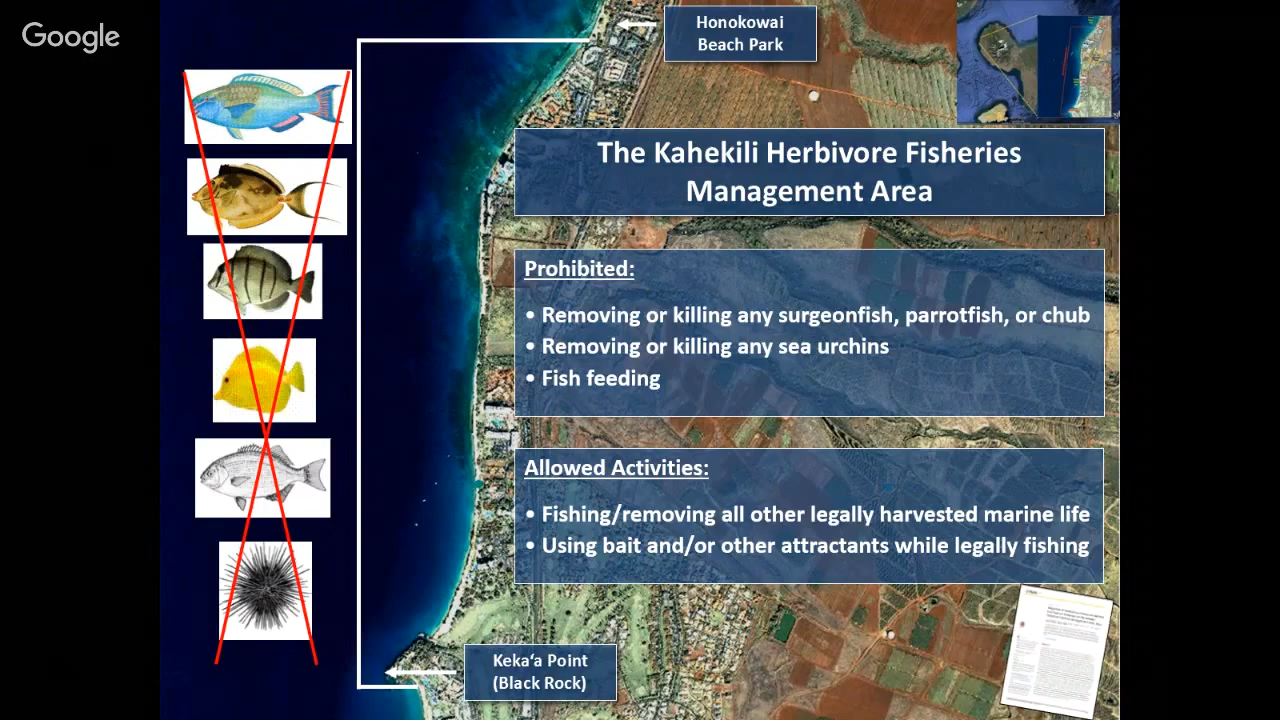 Google
Honokowai
Beach Park
The Kahekili Herbivore Fisheries
Management Area
Prohibited:
• Removing or killing any surgeonfish, parrotfish, or chub
• Removing or killing any sea urchins
• Fish feeding
Allowed Activities:
• Fishing/removing all other legally harvested marine life
• Using bait and/or other attractants while legally fishing
Keka‘a Point
(Black Rock)